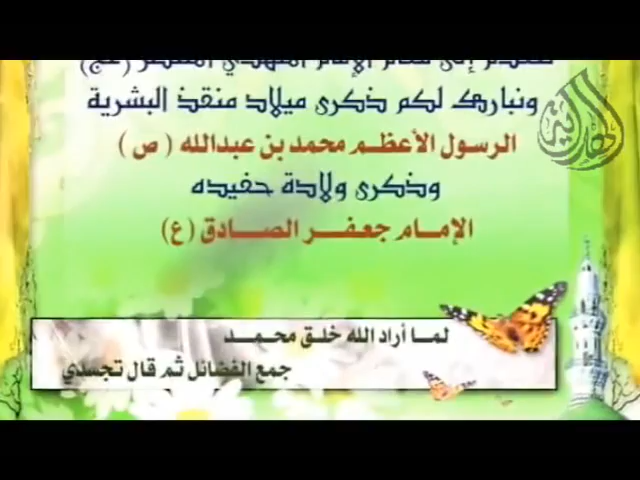 ونبارك لكم ذكرى ميلاد منقذ البشرية
الرسول الأعظم محمد بن عبدالله ( ص )
وذكرى ولادة حفيده
الإمام جعفر الصادق (ع)
لما أراد الله خلق محمد
جمع الفضائل ثم قال تجسدي